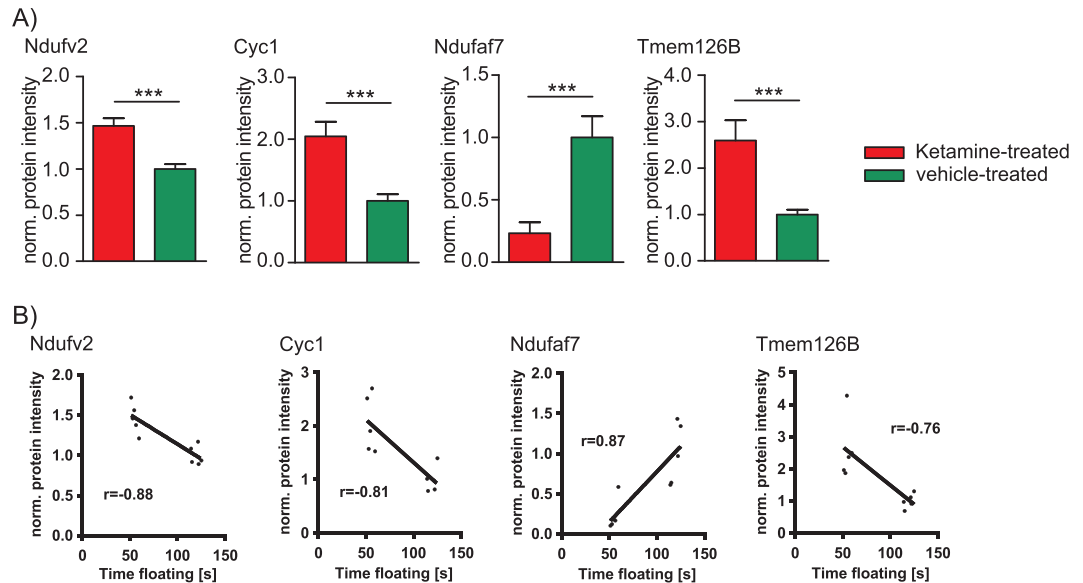 A)
Ndufv2
Cyc1
Ndufaf7
Tmem126B
norm. protein intensity
2.0
1.5
1.0
0.5
0.0
***
norm. protein intensity
3.0
2.0
1.0
0.0
***
norm. protein intensity
1.5
1.0
0.5
0.0
***
norm. protein intensity
4.0
3.0
2.0
1.0
0.0
***
Ketamine-treated
vehicle-treated
B)
Ndufv2
Cyc1
Ndufaf7
Tmem126B
norm. protein intensity
2.0
1.5
1.0
0.5
0.0
r=-0.88
0 50 100 150
Time floating [s]
norm. protein intensity
3
2
1
0
r=-0.81
0 50 100 150
Time floating [s]
norm. protein intensity
2.0
1.5
1.0
0.5
0.0
r=0.87
0 50 100 150
Time floating [s]
norm. protein intensity
5
4
3
2
1
0
r=-0.76
0 50 100 150
Time floating [s]